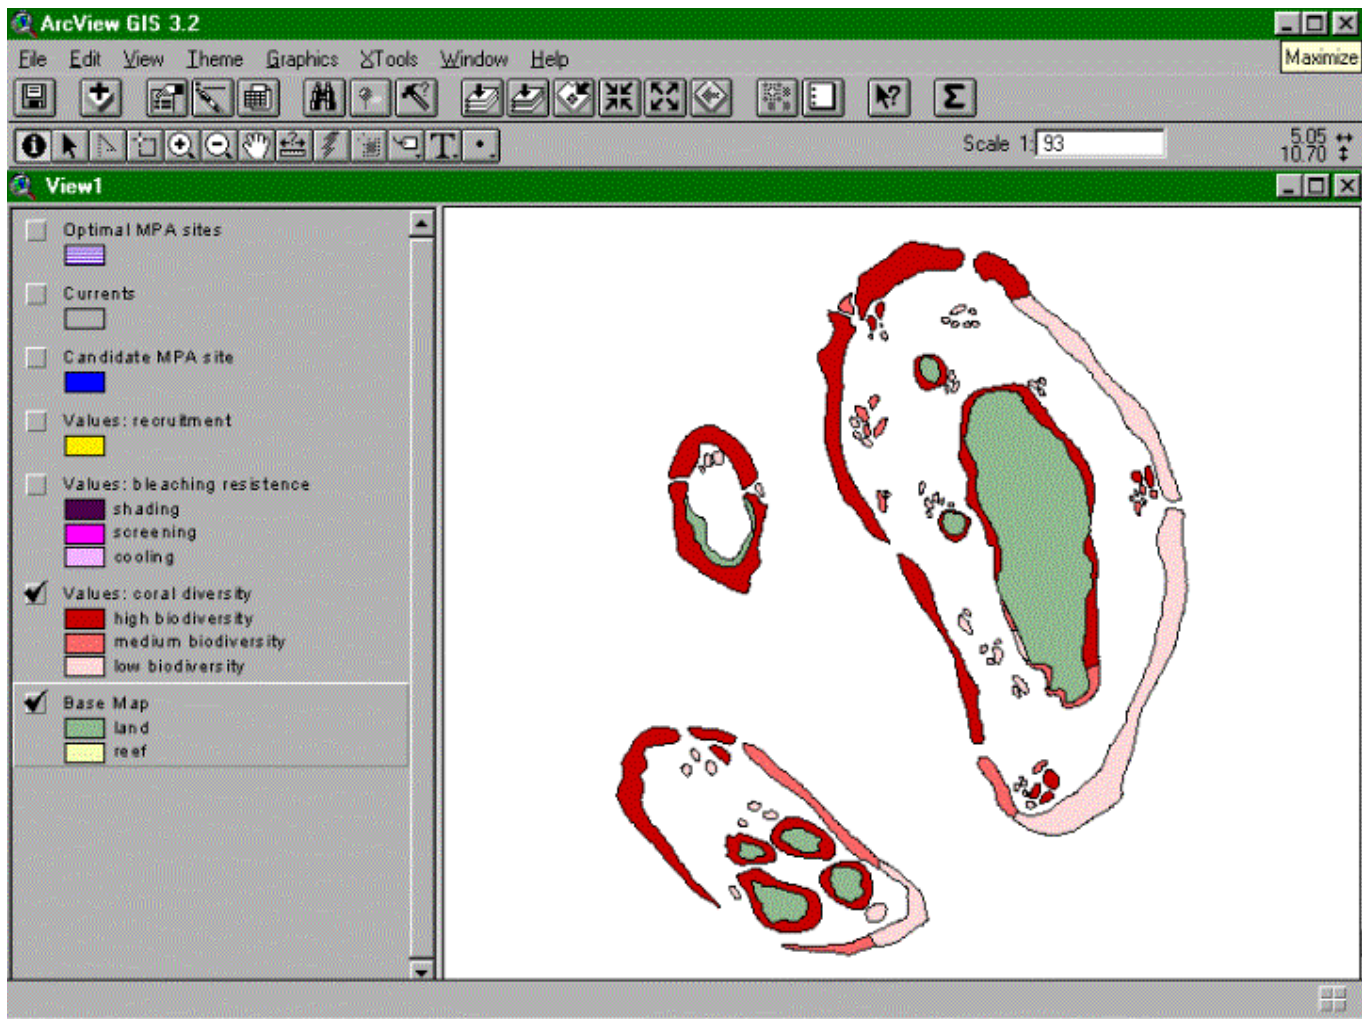 ArcView GIS 3.2
File Edit View Theme Graphics XTools Window Help
Maximize
Scale 1: 93
5.05
10.70
View1
Optimal MPA sites
Currents
Candidate MPA site
Values: recruitment
Values: bleaching resistence
shading
screening
cooling
Values: coral diversity
high biodiversity
medium biodiversity
low biodiversity
Base Map
land
reef